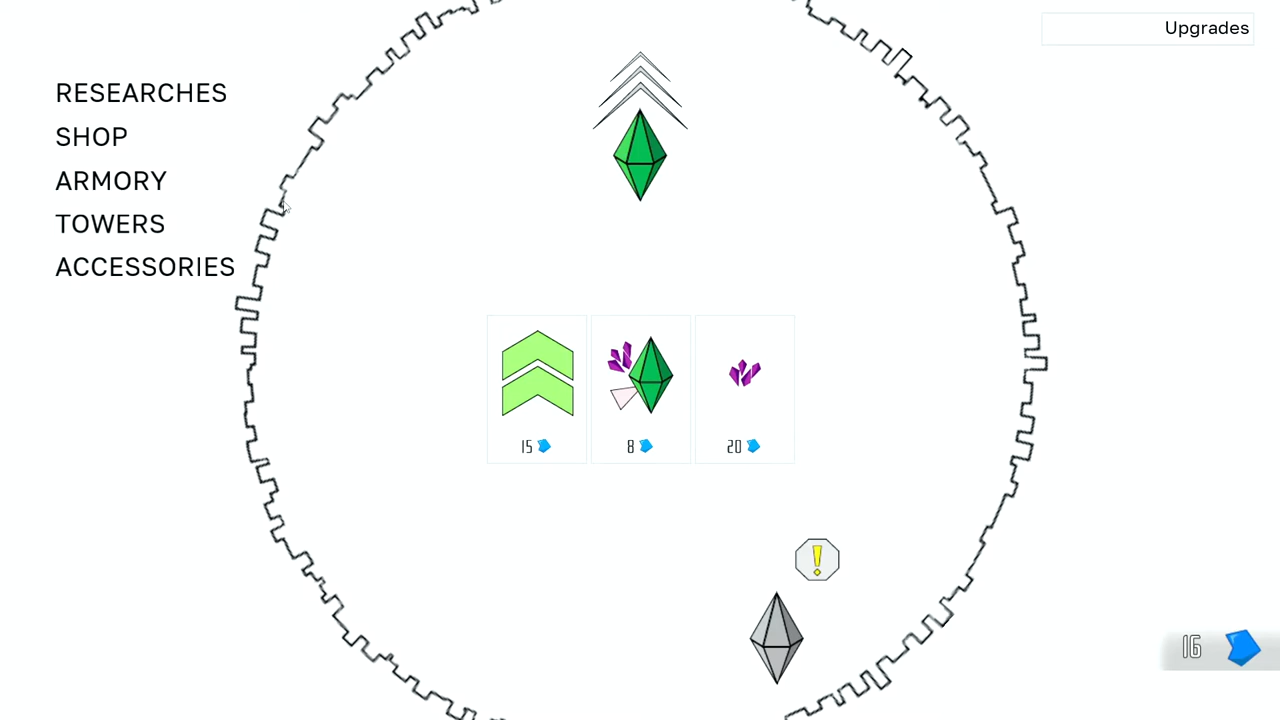 Upgrades
RESEARCHES
SHOP
ARMORY
TOWERS
ACCESSORIES
15
8
20
!
16